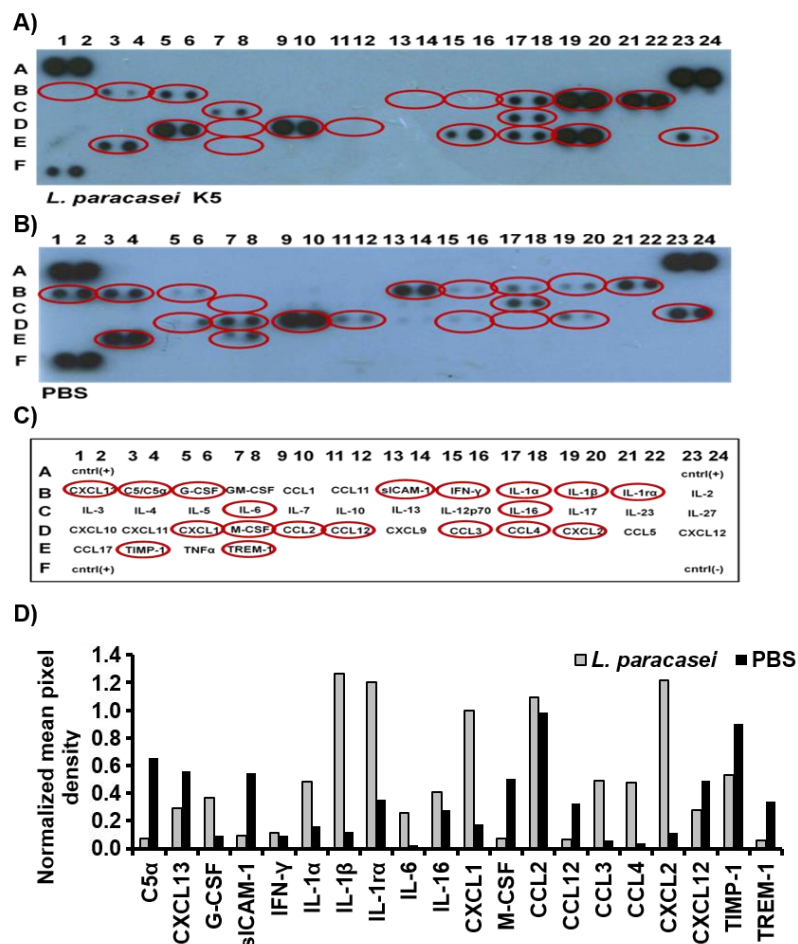 A)
1 2 3 4 5 6 7 8 9 10 11 12 13 14 15 16 17 18 19 20 21 22 23 24
A
B
C
D
E
F
L. paracasei K5
B)
1 2 3 4 5 6 7 8 9 10 11 12 13 14 15 16 17 18 19 20 21 22 23 24
A
B
C
D
E
F
PBS
C)
1 2 3 4 5 6 7 8 9 10 11 12 13 14 15 16 17 18 19 20 21 22 23 24
A cntrl(+) cntrl(+)
B CXCL13 C5/C5α G-CSF GM-CSF CCL1 CCL11 sICAM-1 IFN-γ IL-1α IL-1β IL-1rα IL-2
C IL-3 IL-4 IL-5 IL-6 IL-7 IL-10 IL-13 IL-12p70 IL-16 IL-17 IL-23 IL-27
D CXCL10 CXCL11 CXCL1 M-CSF CCL2 CCL12 CXCL9 CCL3 CCL4 CXCL2 CCL5 CXCL12
E CCL17 TIMP-1 TNFα TREM-1
F cntrl(+) cntrl(-)
D)
Normalized mean pixel
density
1.4
1.2
1.0
0.8
0.6
0.4
0.2
0.0
L. paracasei PBS
C5α CXCL13 G-CSF sICAM-1 IFN-γ IL-1α IL-1β IL-1rα IL-6 IL-16 CXCL1 M-CSF CCL2 CCL12 CCL3 CCL4 CXCL2 CXCL12 TIMP-1 TREM-1